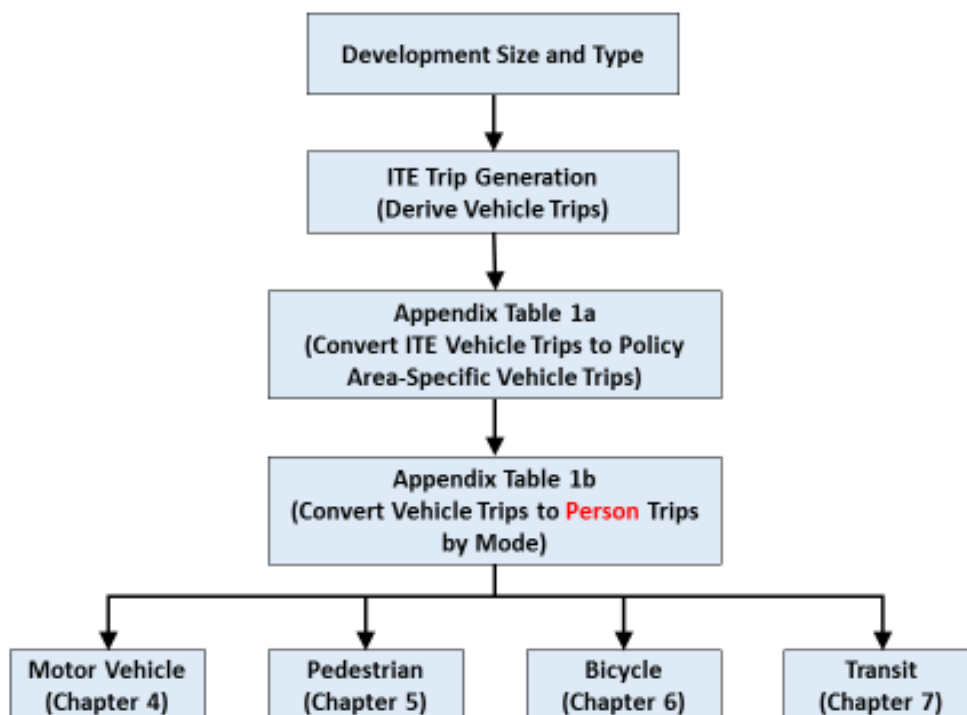 Development Size and Type
ITE Trip Generation
(Derive Vehicle Trips)
Appendix Table 1a
(Convert ITE Vehicle Trips to Policy
Area-Specific Vehicle Trips)
Appendix Table 1b
(Convert Vehicle Trips to Person Trips
by Mode)
Motor Vehicle
(Chapter 4)
Pedestrian
(Chapter 5)
Bicycle
(Chapter 6)
Transit
(Chapter 7)